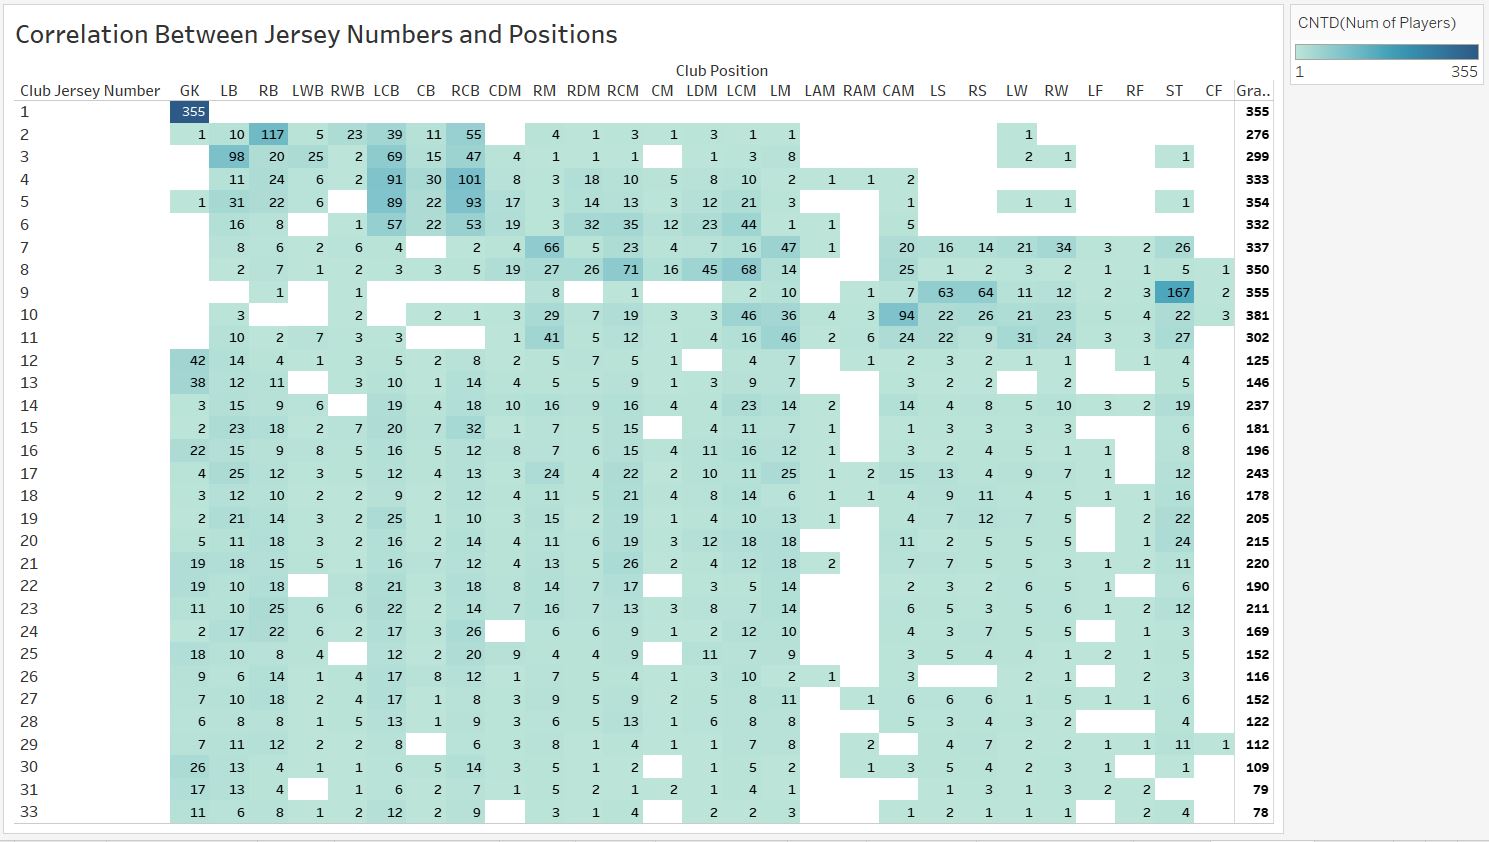 Correlation Between Jersey Numbers and Positions
Club Position
Club Jersey Number GK LB RB LWB RWB LCB CB RCB CDM RM RDM RCM CM LDM LCM LM LAM RAM CAM LS RS LW RW LF RF ST CF Gra..
1 355 355
2 1 10 117 5 23 39 11 55 4 1 3 1 3 1 1 1 276
3 98 20 25 2 69 15 47 4 1 1 1 1 3 8 2 1 1 299
4 11 24 6 2 91 30 101 8 3 18 10 5 8 10 2 1 1 2 333
5 1 31 22 6 89 22 93 17 3 14 13 3 12 21 3 1 1 1 1 354
6 16 8 1 57 22 53 19 3 32 35 12 23 44 1 1 5 332
7 8 6 2 6 4 2 4 66 5 23 4 7 16 47 1 20 16 14 21 34 3 2 26 337
8 2 7 1 2 3 3 5 19 27 26 71 16 45 68 14 25 1 2 3 2 1 1 5 1 350
9 1 1 8 1 2 10 1 7 63 64 11 12 2 3 167 2 355
10 3 2 2 1 3 29 7 19 3 3 46 36 4 3 94 22 26 21 23 5 4 22 3 381
11 10 2 7 3 3 1 41 5 12 1 4 16 46 2 6 24 22 9 31 24 3 3 27 302
12 42 14 4 1 3 5 2 8 2 5 7 5 1 4 7 1 2 3 2 1 1 1 4 125
13 38 12 11 3 10 1 14 4 5 5 9 1 3 9 7 3 2 2 2 5 146
14 3 15 9 6 19 4 18 10 16 9 16 4 4 23 14 2 14 4 8 5 10 3 2 19 237
15 2 23 18 2 7 20 7 32 1 7 5 15 4 11 7 1 1 3 3 3 3 6 181
16 22 15 9 8 5 16 5 12 8 7 6 15 4 11 16 12 1 3 2 4 5 1 1 8 196
17 4 25 12 3 5 12 4 13 3 24 4 22 2 10 11 25 1 2 15 13 4 9 7 1 12 243
18 3 12 10 2 2 9 2 12 4 11 5 21 4 8 14 6 1 1 4 9 11 4 5 1 1 16 178
19 2 21 14 3 2 25 1 10 3 15 2 19 1 4 10 13 1 4 7 12 7 5 2 22 205
20 5 11 18 3 2 16 2 14 4 11 6 19 3 12 18 18 11 2 5 5 5 1 24 215
21 19 18 15 5 1 16 7 12 4 13 5 26 2 4 12 18 2 7 7 5 5 3 1 2 11 220
22 19 10 18 8 21 3 18 8 14 7 17 3 5 14 2 3 2 6 5 1 6 190
23 11 10 25 6 6 22 2 14 7 16 7 13 3 8 7 14 6 5 3 5 6 1 2 12 211
24 2 17 22 6 2 17 3 26 6 6 9 1 2 12 10 4 3 7 5 5 1 3 169
25 18 10 8 4 12 2 20 9 4 4 9 11 7 9 3 5 4 4 1 2 1 5 152
26 9 6 14 1 4 17 8 12 1 7 5 4 1 3 10 2 1 3 2 1 2 3 116
27 7 10 18 2 4 17 1 8 3 9 5 9 2 5 8 11 1 6 6 6 1 5 1 1 6 152
28 6 8 8 1 5 13 1 9 3 6 5 13 1 6 8 8 5 3 4 3 2 4 122
29 7 11 12 2 2 8 6 3 8 1 4 1 1 7 8 2 4 7 2 2 1 1 11 1 112
30 26 13 4 1 1 6 5 14 3 5 1 2 1 5 2 1 3 5 4 2 3 1 1 109
31 17 13 4 1 6 2 7 1 5 2 1 2 1 4 1 1 3 1 3 2 2 79
33 11 6 8 1 2 12 2 9 3 1 4 2 2 3 1 2 1 1 1 2 4 78
CNTD(Num of Players)
1 355